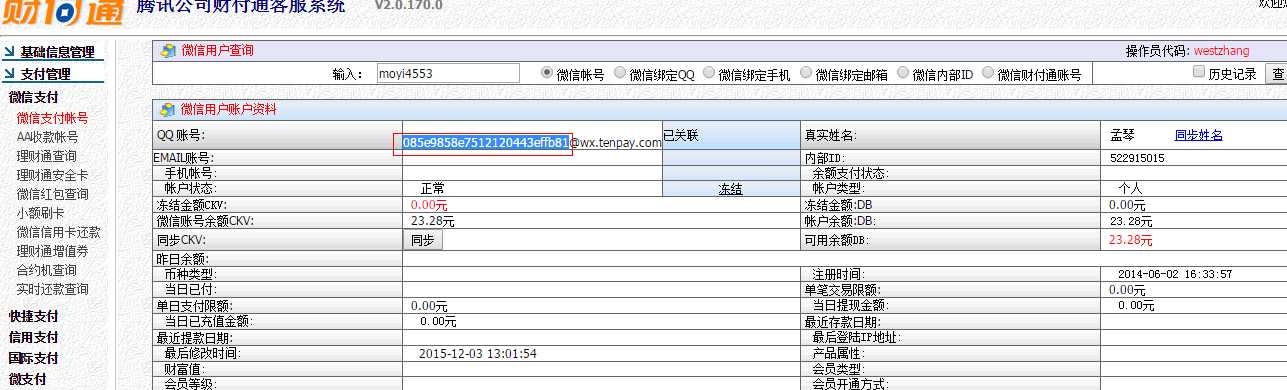 财付通 腾讯公司财付通客服系统 V2.0.170.0
基础信息管理
支付管理
微信支付
微信支付帐号
AA收款帐号
理财通查询
理财通安全卡
微信红包查询
小额刷卡
微信信用卡还款
理财通增值券
合约机查询
实时还款查询
快捷支付
信用支付
国际支付
微支付
微信用户查询 操作员代码: westzhang
输入: moyi4553 微信帐号 微信绑定QQ 微信绑定手机 微信绑定邮箱 微信内部ID 微信财付通账号 历史记录 查
微信用户账户资料
QQ 账号: 085e9858e7512120443effb81@wx.tenpay.com 已关联 真实姓名: 孟琴 同步姓名
EMAIL账号: 内部ID: 522915015
手机帐号: 余额支付状态:
帐户状态: 正常 冻结 帐户类型: 个人
冻结金额CKV: 0.00元 冻结金额:DB 0.00元
微信账号余额CKV: 23.28元 帐户余额:DB: 23.28元
同步CKV: 同步 可用余额DB: 23.28元
昨日余额:
币种类型: 注册时间: 2014-06-02 16:33:57
当日已付: 单笔交易限额: 0.00元
单日支付限额: 0.00元 当日提现金额: 0.00元
当日已充值金额: 0.00元 最近存款日期:
最近提款日期: 最后登陆IP地址:
最后修改时间: 2015-12-03 13:01:54 产品属性:
财富值: 会员类型:
会员等级: 会员开通方式: